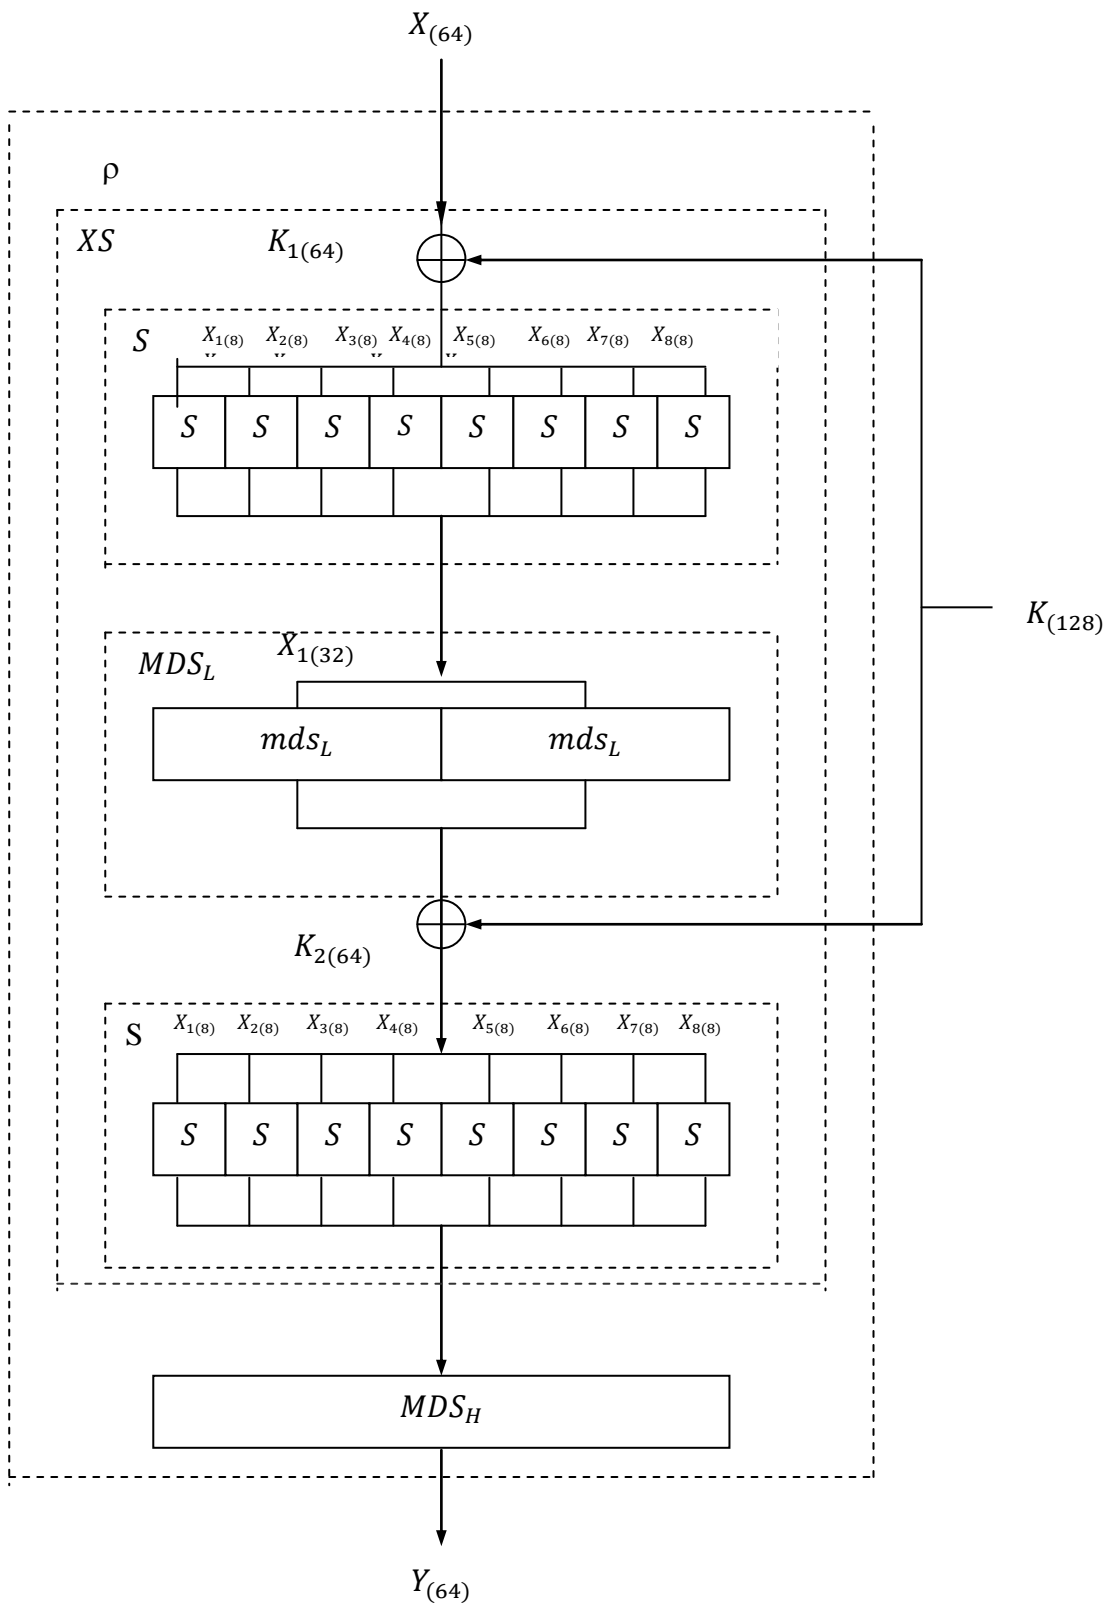 X(64)
ρ
XS K1(64)
S X1(8) X2(8) X3(8) X4(8) X5(8) X6(8) X7(8) X8(8)
S S S S S S S S
K(128)
X1(32)
MDSL
mdsL mdsL
K2(64)
S X1(8) X2(8) X3(8) X4(8) X5(8) X6(8) X7(8) X8(8)
S S S S S S S S
MDSH
Y(64)